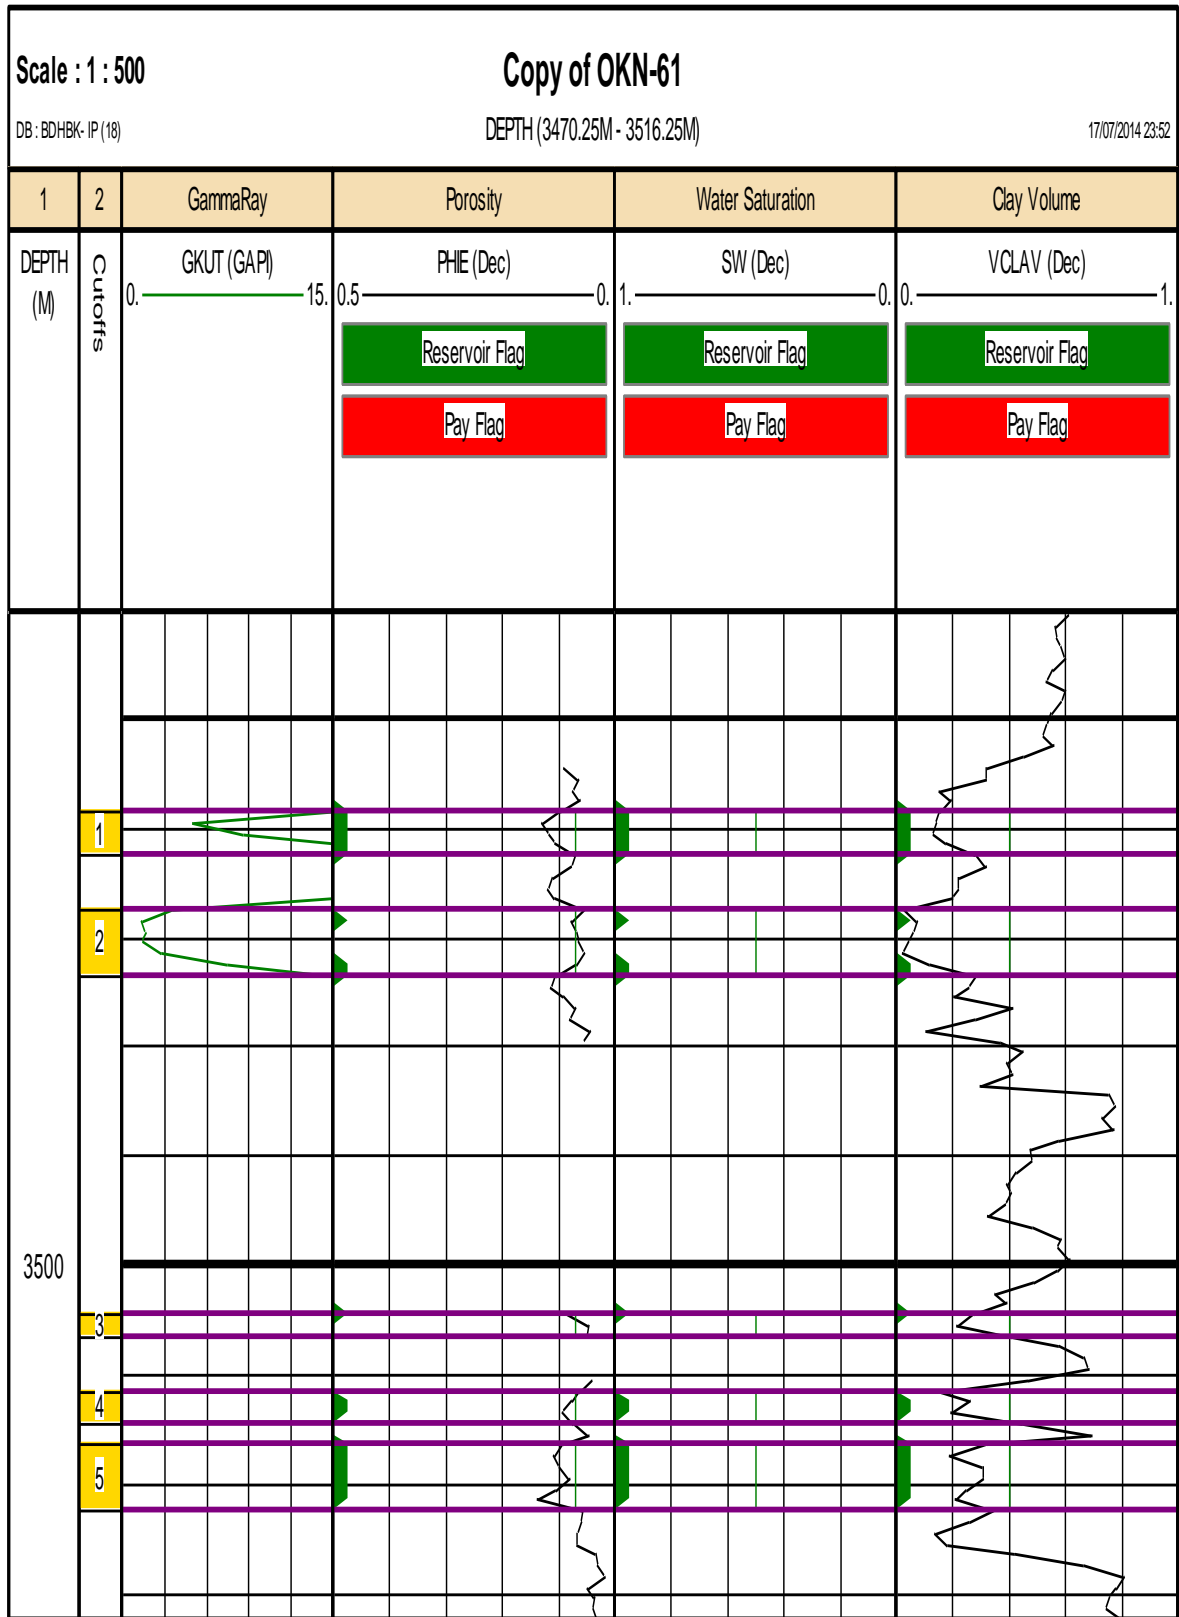 Scale : 1 : 500
Copy of OKN-61
DB : BDHBK- IP (18)
DEPTH (3470.25M - 3516.25M)
17/07/2014 23:52
1
2
GammaRay
Porosity
Water Saturation
Clay Volume
DEPTH
(M)
Cutoffs
GKUT (GAPI)
0. 15.
PHIE (Dec)
0.5 0.
SW (Dec)
1. 0.
VCLAV (Dec)
0. 1.
Reservoir Flag
Reservoir Flag
Reservoir Flag
Pay Flag
Pay Flag
Pay Flag
1
2
3500
3
4
5